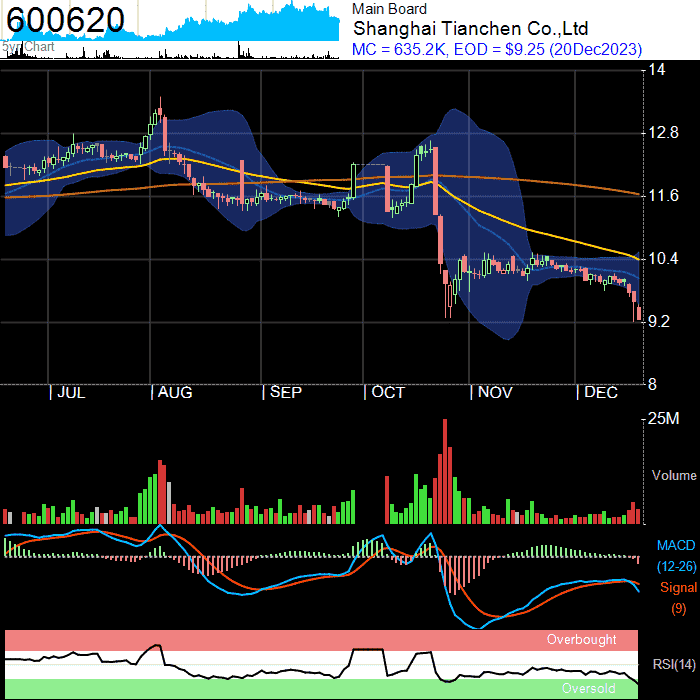 600620
5yr Chart
Main Board
Shanghai Tianchen Co.,Ltd
MC = 635.2K, EOD = $9.25 (20Dec2023)
14
12.8
11.6
10.4
9.2
8
JUL
AUG
SEP
OCT
NOV
DEC
25M
Volume
MACD
(12-26)
Signal
(9)
Overbought
RSI(14)
Oversold